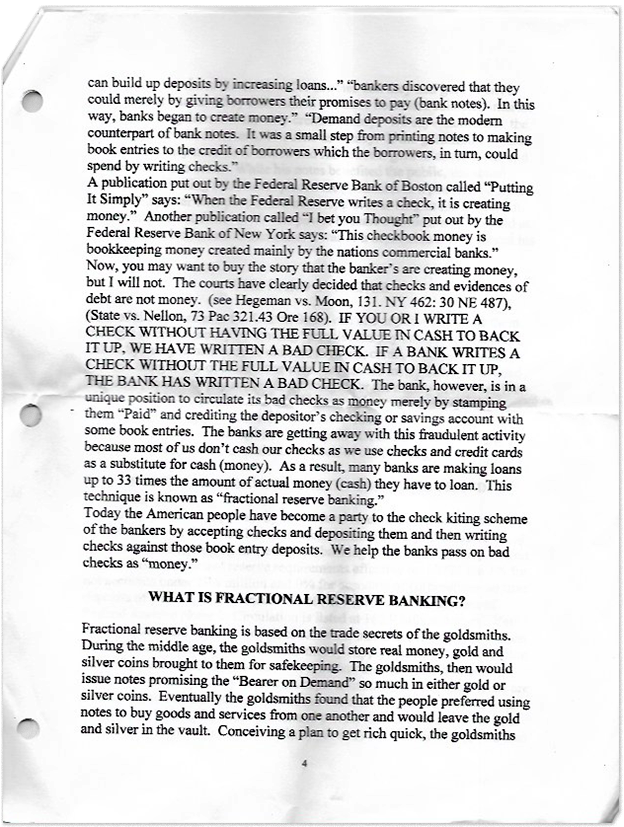 can build up deposits by increasing loans...” “bankers discovered that they
could merely by giving borrowers their promises to pay (bank notes). In this
way, banks began to create money.” “Demand deposits are the modern
counterpart of bank notes. It was a small step from printing notes to making
book entries to the credit of borrowers which the borrowers, in turn, could
spend by writing checks.”
A publication put out by the Federal Reserve Bank of Boston called “Putting
It Simply” says: “When the Federal Reserve writes a check, it is creating
money.” Another publication called “I bet you Thought” put out by the
Federal Reserve Bank of New York says: “This checkbook money is
bookkeeping money created mainly by the nations commercial banks.”
Now, you may want to buy the story that the banker’s are creating money,
but I will not. The courts have clearly decided that checks and evidences of
debt are not money. (see Hegeman vs. Moon, 131. NY 462: 30 NE 487),
(State vs. Nellon, 73 Pac 321.43 Ore 168). IF YOU OR I WRITE A
CHECK WITHOUT HAVING THE FULL VALUE IN CASH TO BACK
IT UP, WE HAVE WRITTEN A BAD CHECK. IF A BANK WRITES A
CHECK WITHOUT THE FULL VALUE IN CASH TO BACK IT UP,
THE BANK HAS WRITTEN A BAD CHECK. The bank, however, is in a
unique position to circulate its bad checks as money merely by stamping
them “Paid” and crediting the depositor’s checking or savings account with
some book entries. The banks are getting away with this fraudulent activity
because most of us don’t cash our checks as we use checks and credit cards
as a substitute for cash (money). As a result, many banks are making loans
up to 33 times the amount of actual money (cash) they have to loan. This
technique is known as “fractional reserve banking.”
Today the American people have become a party to the check kiting scheme
of the bankers by accepting checks and depositing them and then writing
checks against those book entry deposits. We help the banks pass on bad
checks as “money.”
WHAT IS FRACTIONAL RESERVE BANKING?
Fractional reserve banking is based on the trade secrets of the goldsmiths.
During the middle age, the goldsmiths would store real money, gold and
silver coins brought to them for safekeeping. The goldsmiths, then would
issue notes promising the “Bearer on Demand” so much in either gold or
silver coins. Eventually the goldsmiths found that the people preferred using
notes to buy goods and services from one another and would leave the gold
and silver in the vault. Conceiving a plan to get rich quick, the goldsmiths
4